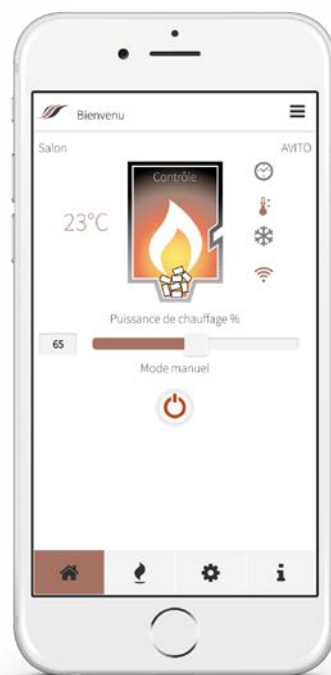 Bienvenu
Salon
AVITO
Contrôle
23°C
Puissance de chauffage %
65
Mode manuel